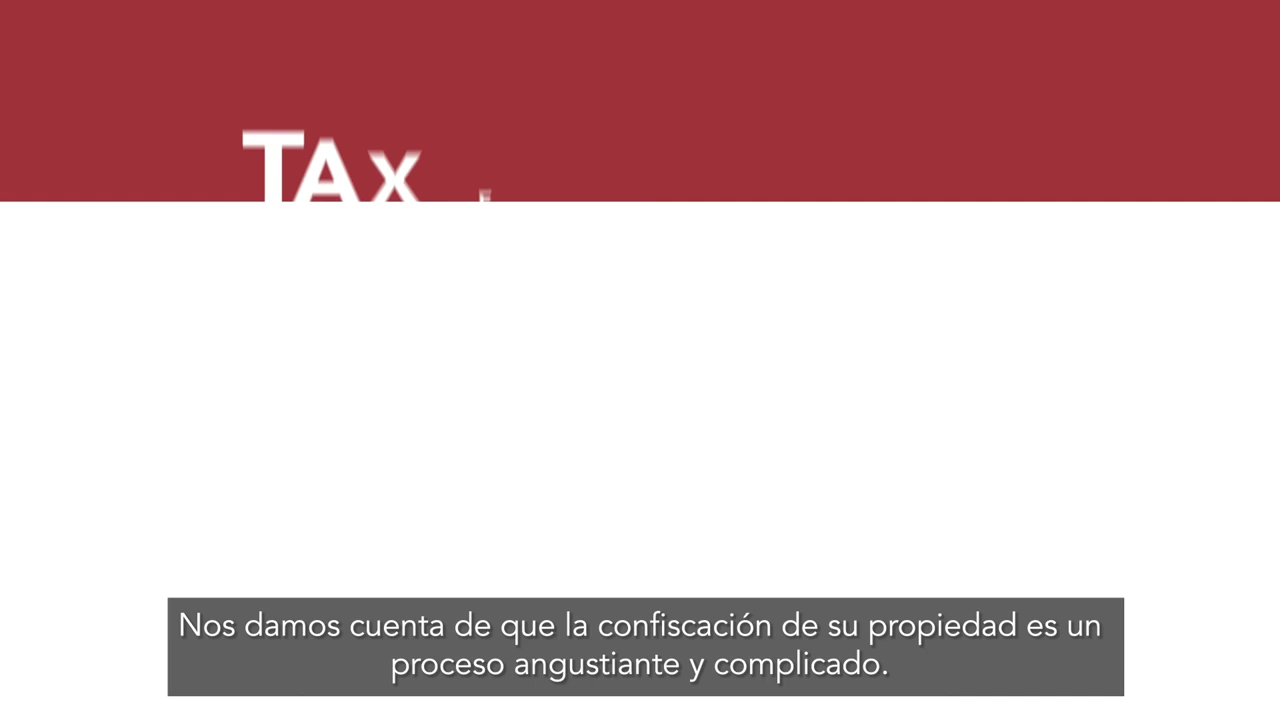 TAX
Nos damos cuenta de que la confiscación de su propiedad es un
proceso angustiante y complicado.